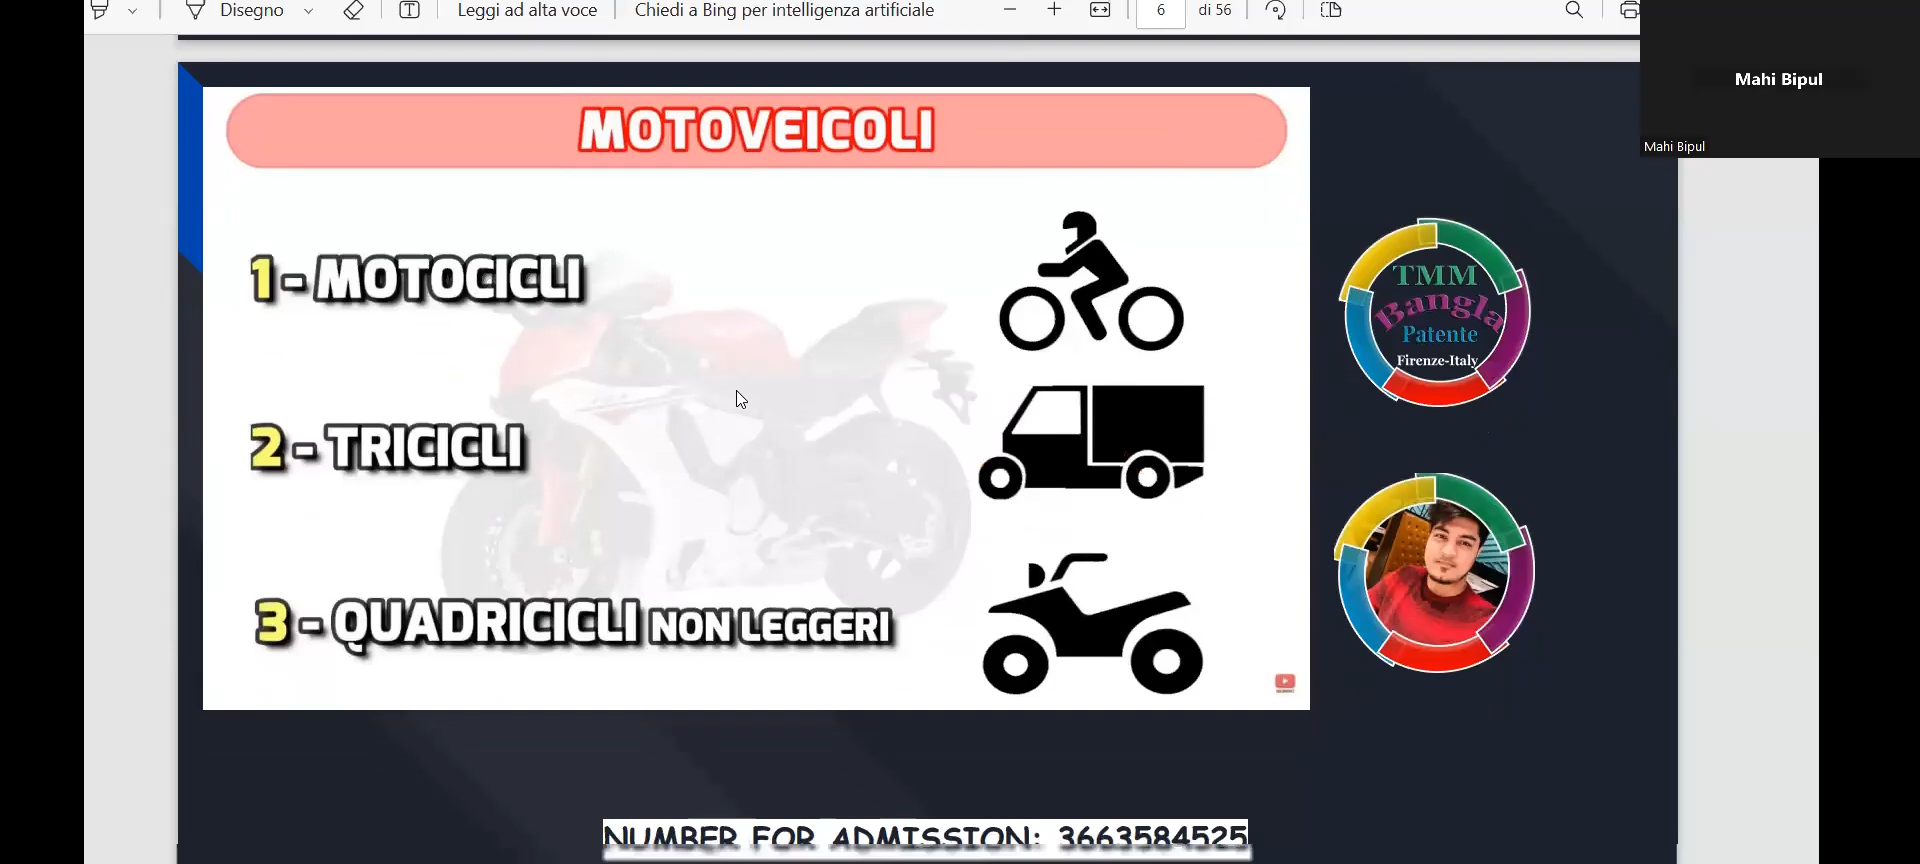 Disegno
Leggi ad alta voce
Chiedi a Bing per intelligenza artificiale
6 di 56
Mahi Bipul
Mahi Bipul
MOTOVEICOLI
1 - MOTOCICLI
2 - TRICICLI
3 - QUADRICICLI NON LEGGERI
TMM
Bangla
Patente
Firenze-Italy
NUMBER FOR ADMISSION: 3663584525